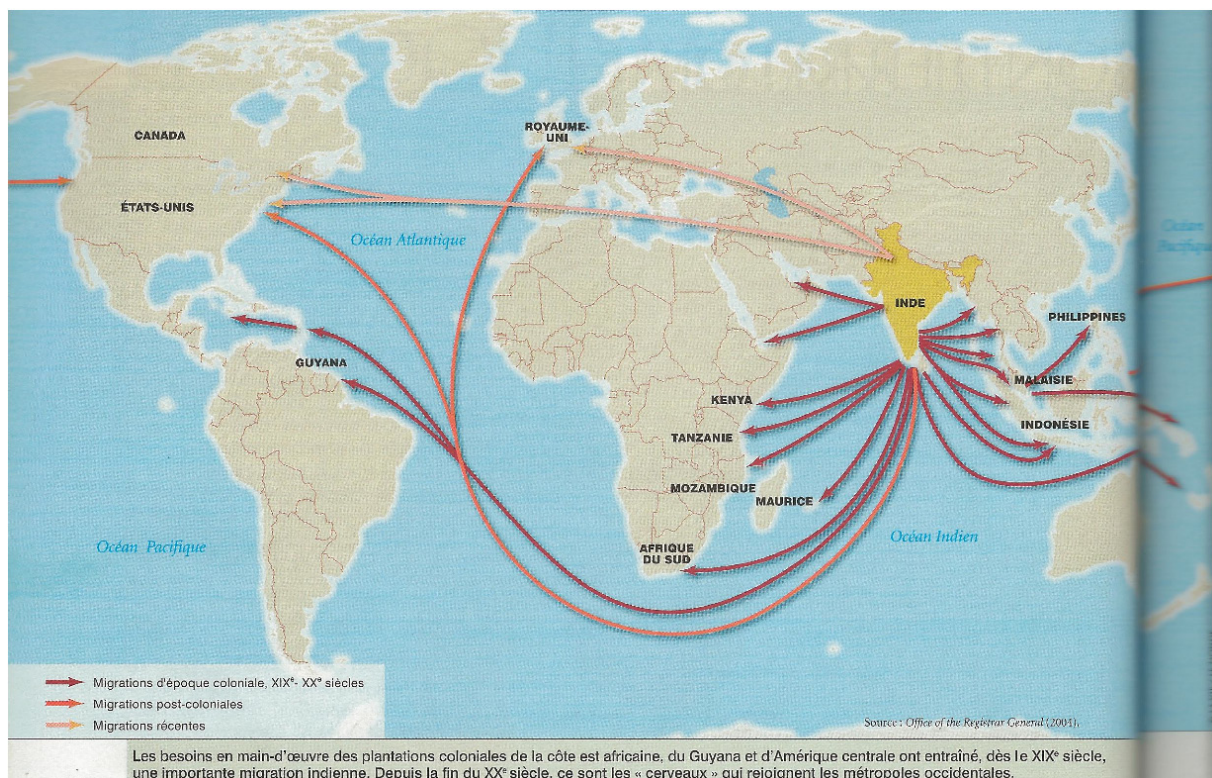 CANADA
ROYAUME-
UNI
ÉTATS-UNIS
Océan Atlantique
Océan
Pacifique
INDE
PHILIPPINES
GUYANA
MALAISIE
KENYA
INDONÉSIE
TANZANIE
MOZAMBIQUE
MAURICE
Océan Pacifique
Océan Indien
AFRIQUE
DU SUD
Migrations d'époque coloniale, XIXe- XXe siècles
Migrations post-coloniales
Migrations récentes
Source : Office of the Registrar General (2004).
Les besoins en main-d'œuvre des plantations coloniales de la côte est africaine, du Guyana et d'Amérique centrale ont entraîné, dès le XIXe siècle,
une importante migration indienne. Depuis la fin du XXe siècle, ce sont les « cerveaux » qui rejoignent les métropoles occidentales.